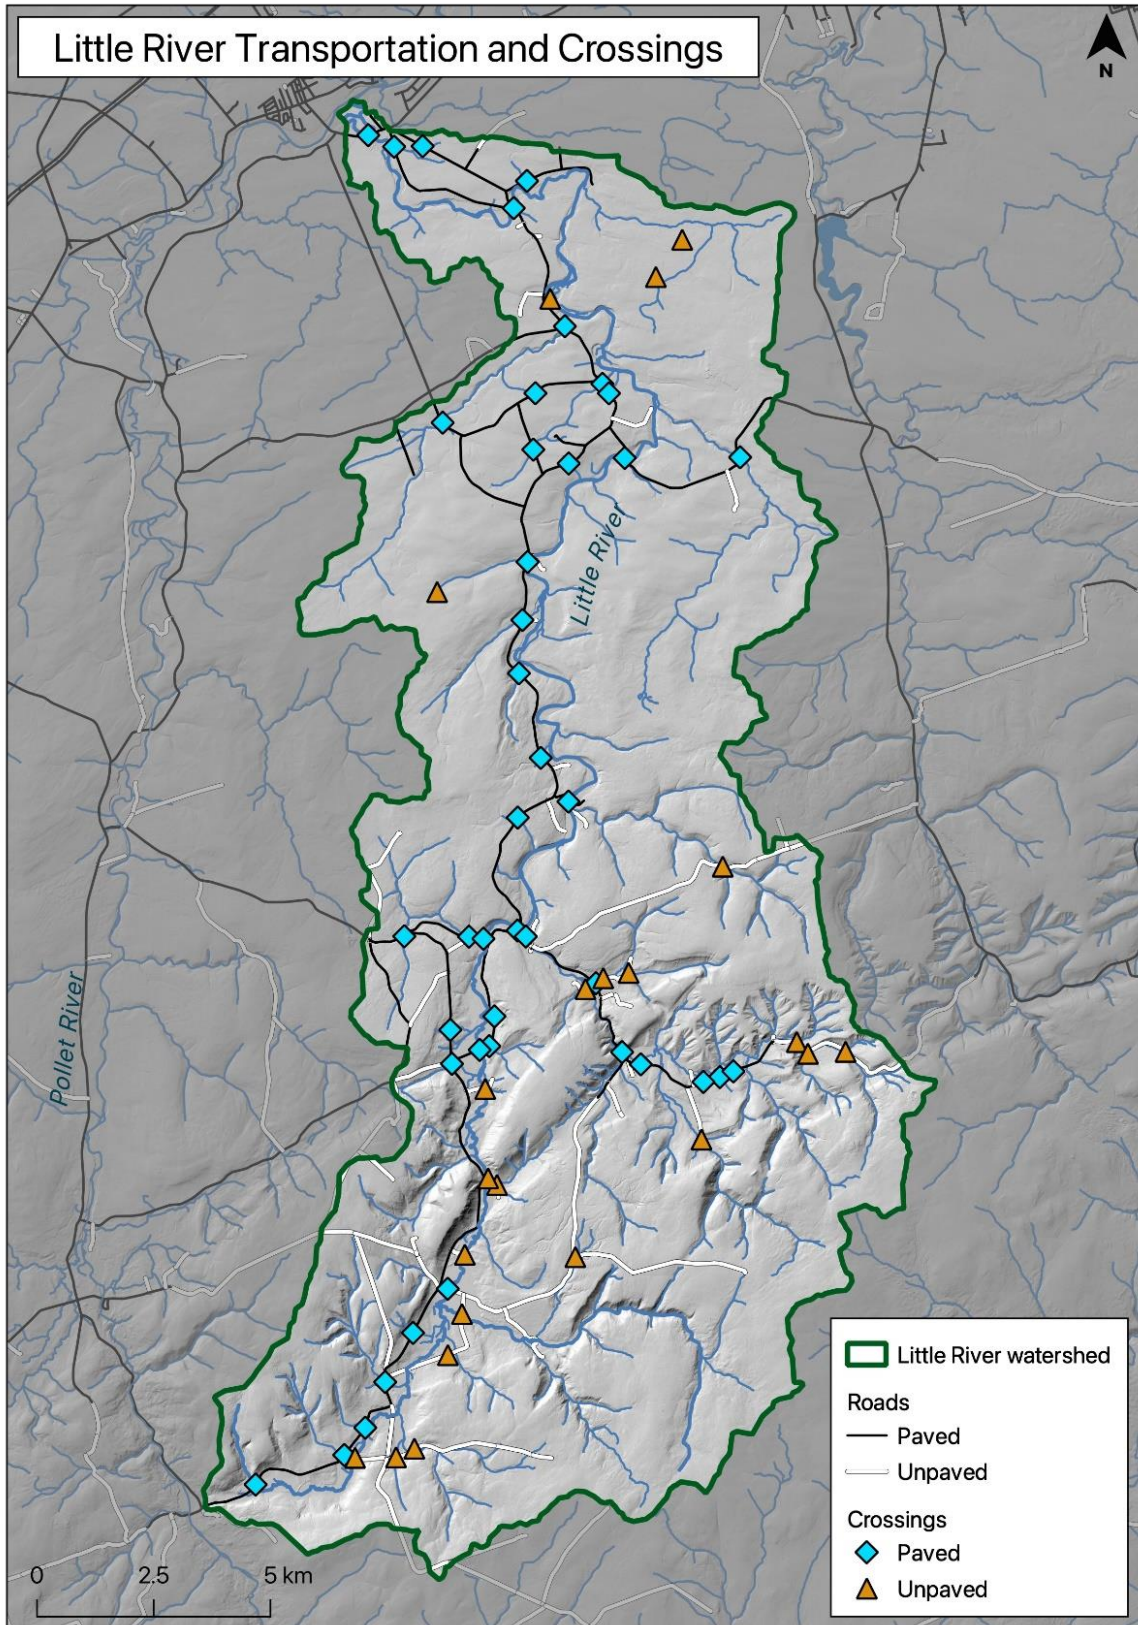 Little River Transportation and Crossings
N
Little River
Pollet River
Little River watershed
Roads
Paved
Unpaved
Crossings
Paved
Unpaved
0 2.5 5 km